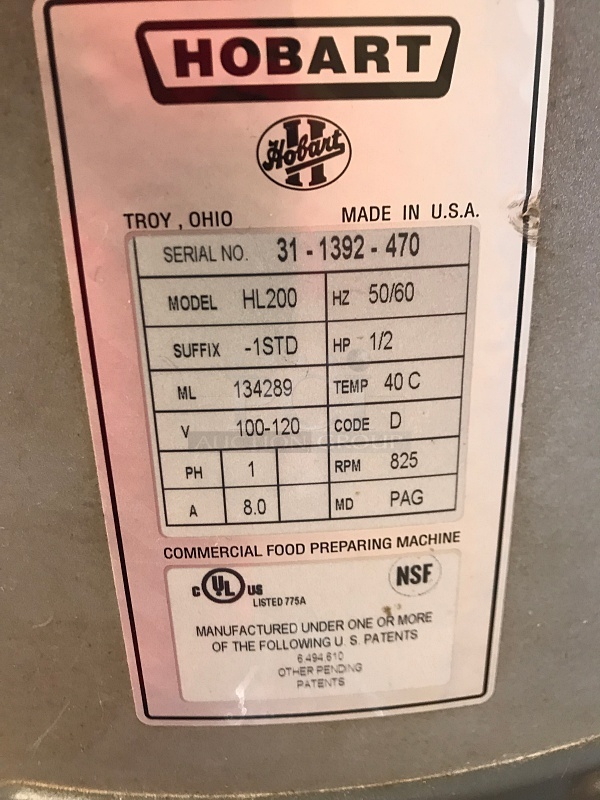 HOBART
Hobart
TROY, OHIO MADE IN U.S.A.
SERIAL NO. 31-1392-470
MODEL HL200 HZ 50/60
SUFFIX -1STD HP 1/2
ML 134289 TEMP 40 C
V 100-120 CODE D
AUCTION GROUP
PH 1 RPM 825
A 8.0 MD PAG
COMMERCIAL FOOD PREPARING MACHINE
C UL US NSF
LISTED 775A
MANUFACTURED UNDER ONE OR MORE
OF THE FOLLOWING U.S. PATENTS
6,494,610
OTHER PENDING
PATENTS